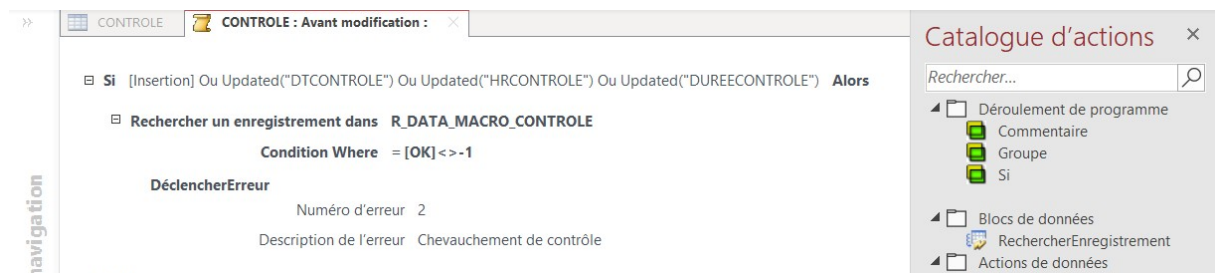 CONTROLE
CONTROLE : Avant modification :
Si [Insertion] Ou Updated("DTCONTROLE") Ou Updated("HRCONTROLE") Ou Updated("DUREECONTROLE") Alors
Rechercher un enregistrement dans R_DATA_MACRO_CONTROLE
Condition Where = [OK]<>-1
DéclencherErreur
Numéro d'erreur 2
Description de l'erreur Chevauchement de contrôle
navigation
Catalogue d'actions
Rechercher...
Déroulement de programme
Commentaire
Groupe
Si
Blocs de données
RechercherEnregistrement
Actions de données